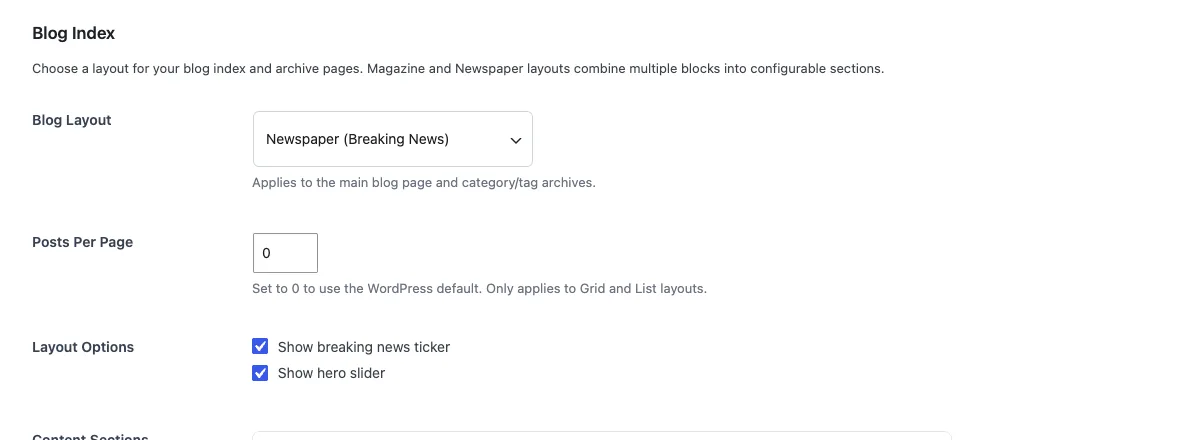 Blog Index
Choose a layout for your blog index and archive pages. Magazine and Newspaper layouts combine multiple blocks into configurable sections.
Blog Layout
Newspaper (Breaking News)
Applies to the main blog page and category/tag archives.
Posts Per Page
0
Set to 0 to use the WordPress default. Only applies to Grid and List layouts.
Layout Options
Show breaking news ticker
Show hero slider
Content Sections